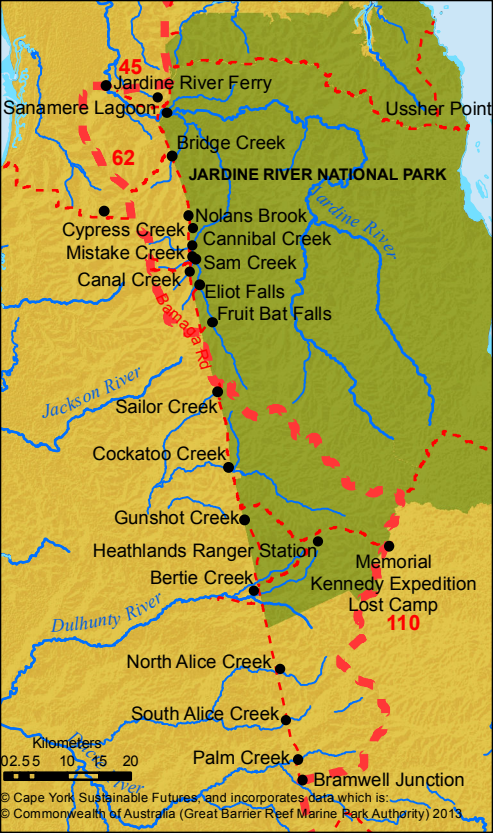 45
Jardine River Ferry
Sanamere Lagoon
Ussher Point
Bridge Creek
62
JARDINE RIVER NATIONAL PARK
Jardine River
Nolans Brook
Cypress Creek
Cannibal Creek
Mistake Creek
Sam Creek
Canal Creek
Eliot Falls
Bamaga Rd
Fruit Bat Falls
Jackson River
Sailor Creek
Cockatoo Creek
Gunshot Creek
Heathlands Ranger Station
Memorial
Kennedy Expedition
Lost Camp
Bertie Creek
110
Dulhunty River
North Alice Creek
South Alice Creek
Kilometers
02.5 5 10 15 20
River
Palm Creek
Bramwell Junction
© Cape York Sustainable Futures, and incorporates data which is:
© Commonwealth of Australia (Great Barrier Reef Marine Park Authority) 2013